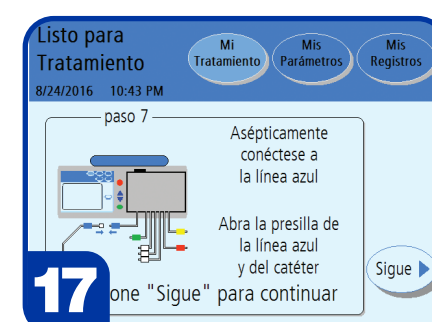 Listo para
Tratamiento
8/24/2016 10:43 PM
Mi
Tratamiento
Mis
Parámetros
Mis
Registros
paso 7
Asépticamente
conéctese a
la línea azul
Abra la presilla de
la línea azul
y del catéter
Sigue
17
one "Sigue" para continuar